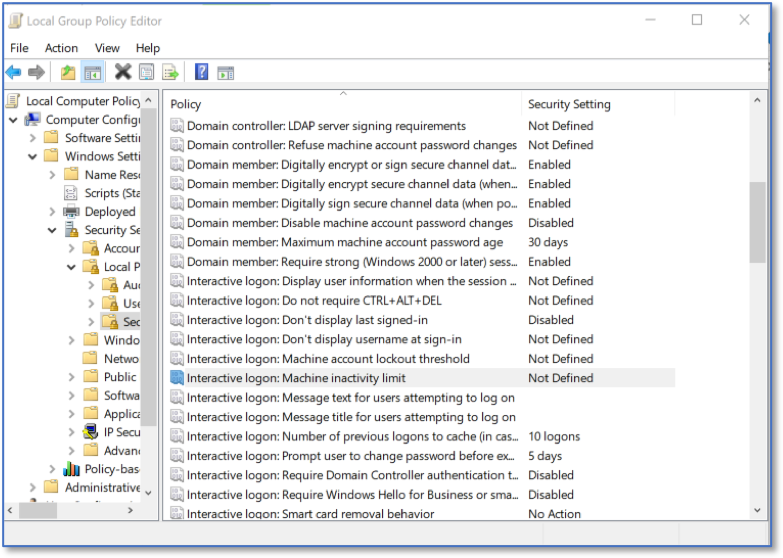 Local Group Policy Editor
File Action View Help
Local Computer Policy
Computer Configu
Software Settin
Windows Setti
Name Reso
Scripts (Sta
Deployed
Security Se
Accoun
Local P
Au
Use
Sec
Windo
Netwo
Public
Softwa
Applica
IP Secu
Advan
Policy-bas
Administrative
Policy Security Setting
Domain controller: LDAP server signing requirements Not Defined
Domain controller: Refuse machine account password changes Not Defined
Domain member: Digitally encrypt or sign secure channel dat... Enabled
Domain member: Digitally encrypt secure channel data (when... Enabled
Domain member: Digitally sign secure channel data (when po... Enabled
Domain member: Disable machine account password changes Disabled
Domain member: Maximum machine account password age 30 days
Domain member: Require strong (Windows 2000 or later) sess... Enabled
Interactive logon: Display user information when the session ... Not Defined
Interactive logon: Do not require CTRL+ALT+DEL Not Defined
Interactive logon: Don't display last signed-in Disabled
Interactive logon: Don't display username at sign-in Not Defined
Interactive logon: Machine account lockout threshold Not Defined
Interactive logon: Machine inactivity limit Not Defined
Interactive logon: Message text for users attempting to log on
Interactive logon: Message title for users attempting to log on
Interactive logon: Number of previous logons to cache (in cas... 10 logons
Interactive logon: Prompt user to change password before ex... 5 days
Interactive logon: Require Domain Controller authentication t... Disabled
Interactive logon: Require Windows Hello for Business or sma... Disabled
Interactive logon: Smart card removal behavior No Action